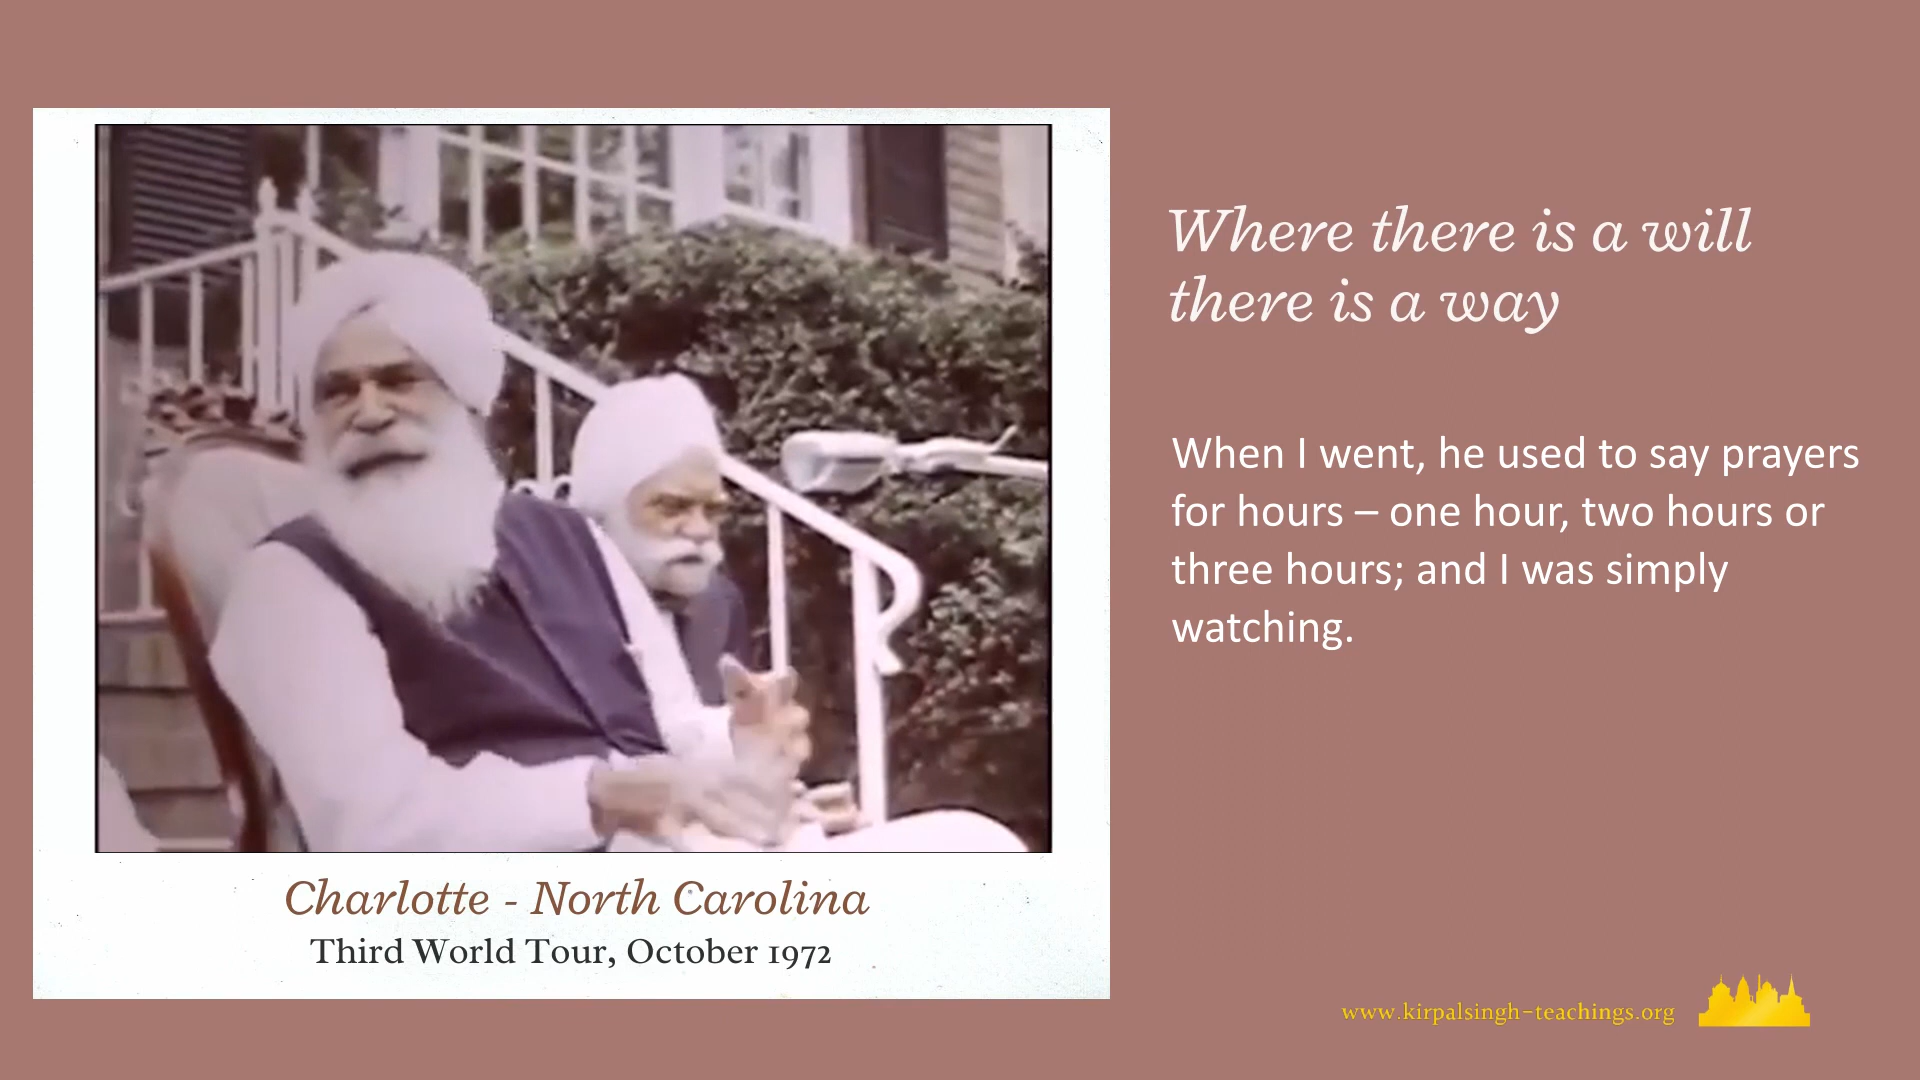 Where there is a will
there is a way
When I went, he used to say prayers
for hours – one hour, two hours or
three hours; and I was simply
watching.
Charlotte - North Carolina
Third World Tour, October 1972
www.kirpalsingh-teachings.org